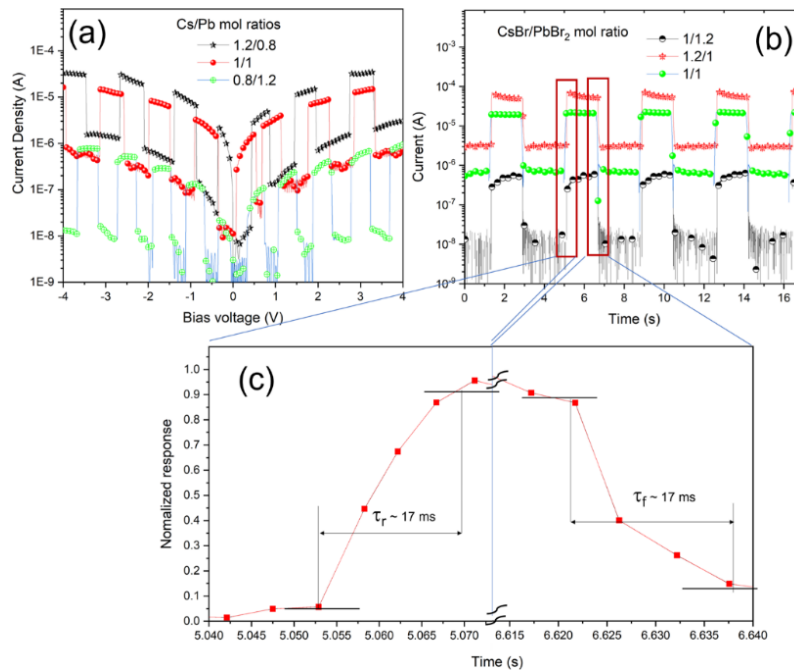 (a)
Cs/Pb mol ratios
1.2/0.8
1/1
0.8/1.2
Current Density (A)
1E-4
1E-5
1E-6
1E-7
1E-8
1E-9
-4 -3 -2 -1 0 1 2 3 4
Bias voltage (V)
CsBr/PbBr₂ mol ratio
(b)
1/1.2
1.2/1
1/1
Current (A)
10⁻³
10⁻⁴
10⁻⁵
10⁻⁶
10⁻⁷
10⁻⁸
10⁻⁹
0 2 4 6 8 10 12 14 16
Time (s)
(c)
Nomalized response
1.0
0.9
0.8
0.7
0.6
0.5
0.4
0.3
0.2
0.1
0.0
τr ~ 17 ms
τf ~ 17 ms
5.040 5.045 5.050 5.055 5.060 5.065 5.070 6.615 6.620 6.625 6.630 6.635 6.640
Time (s)